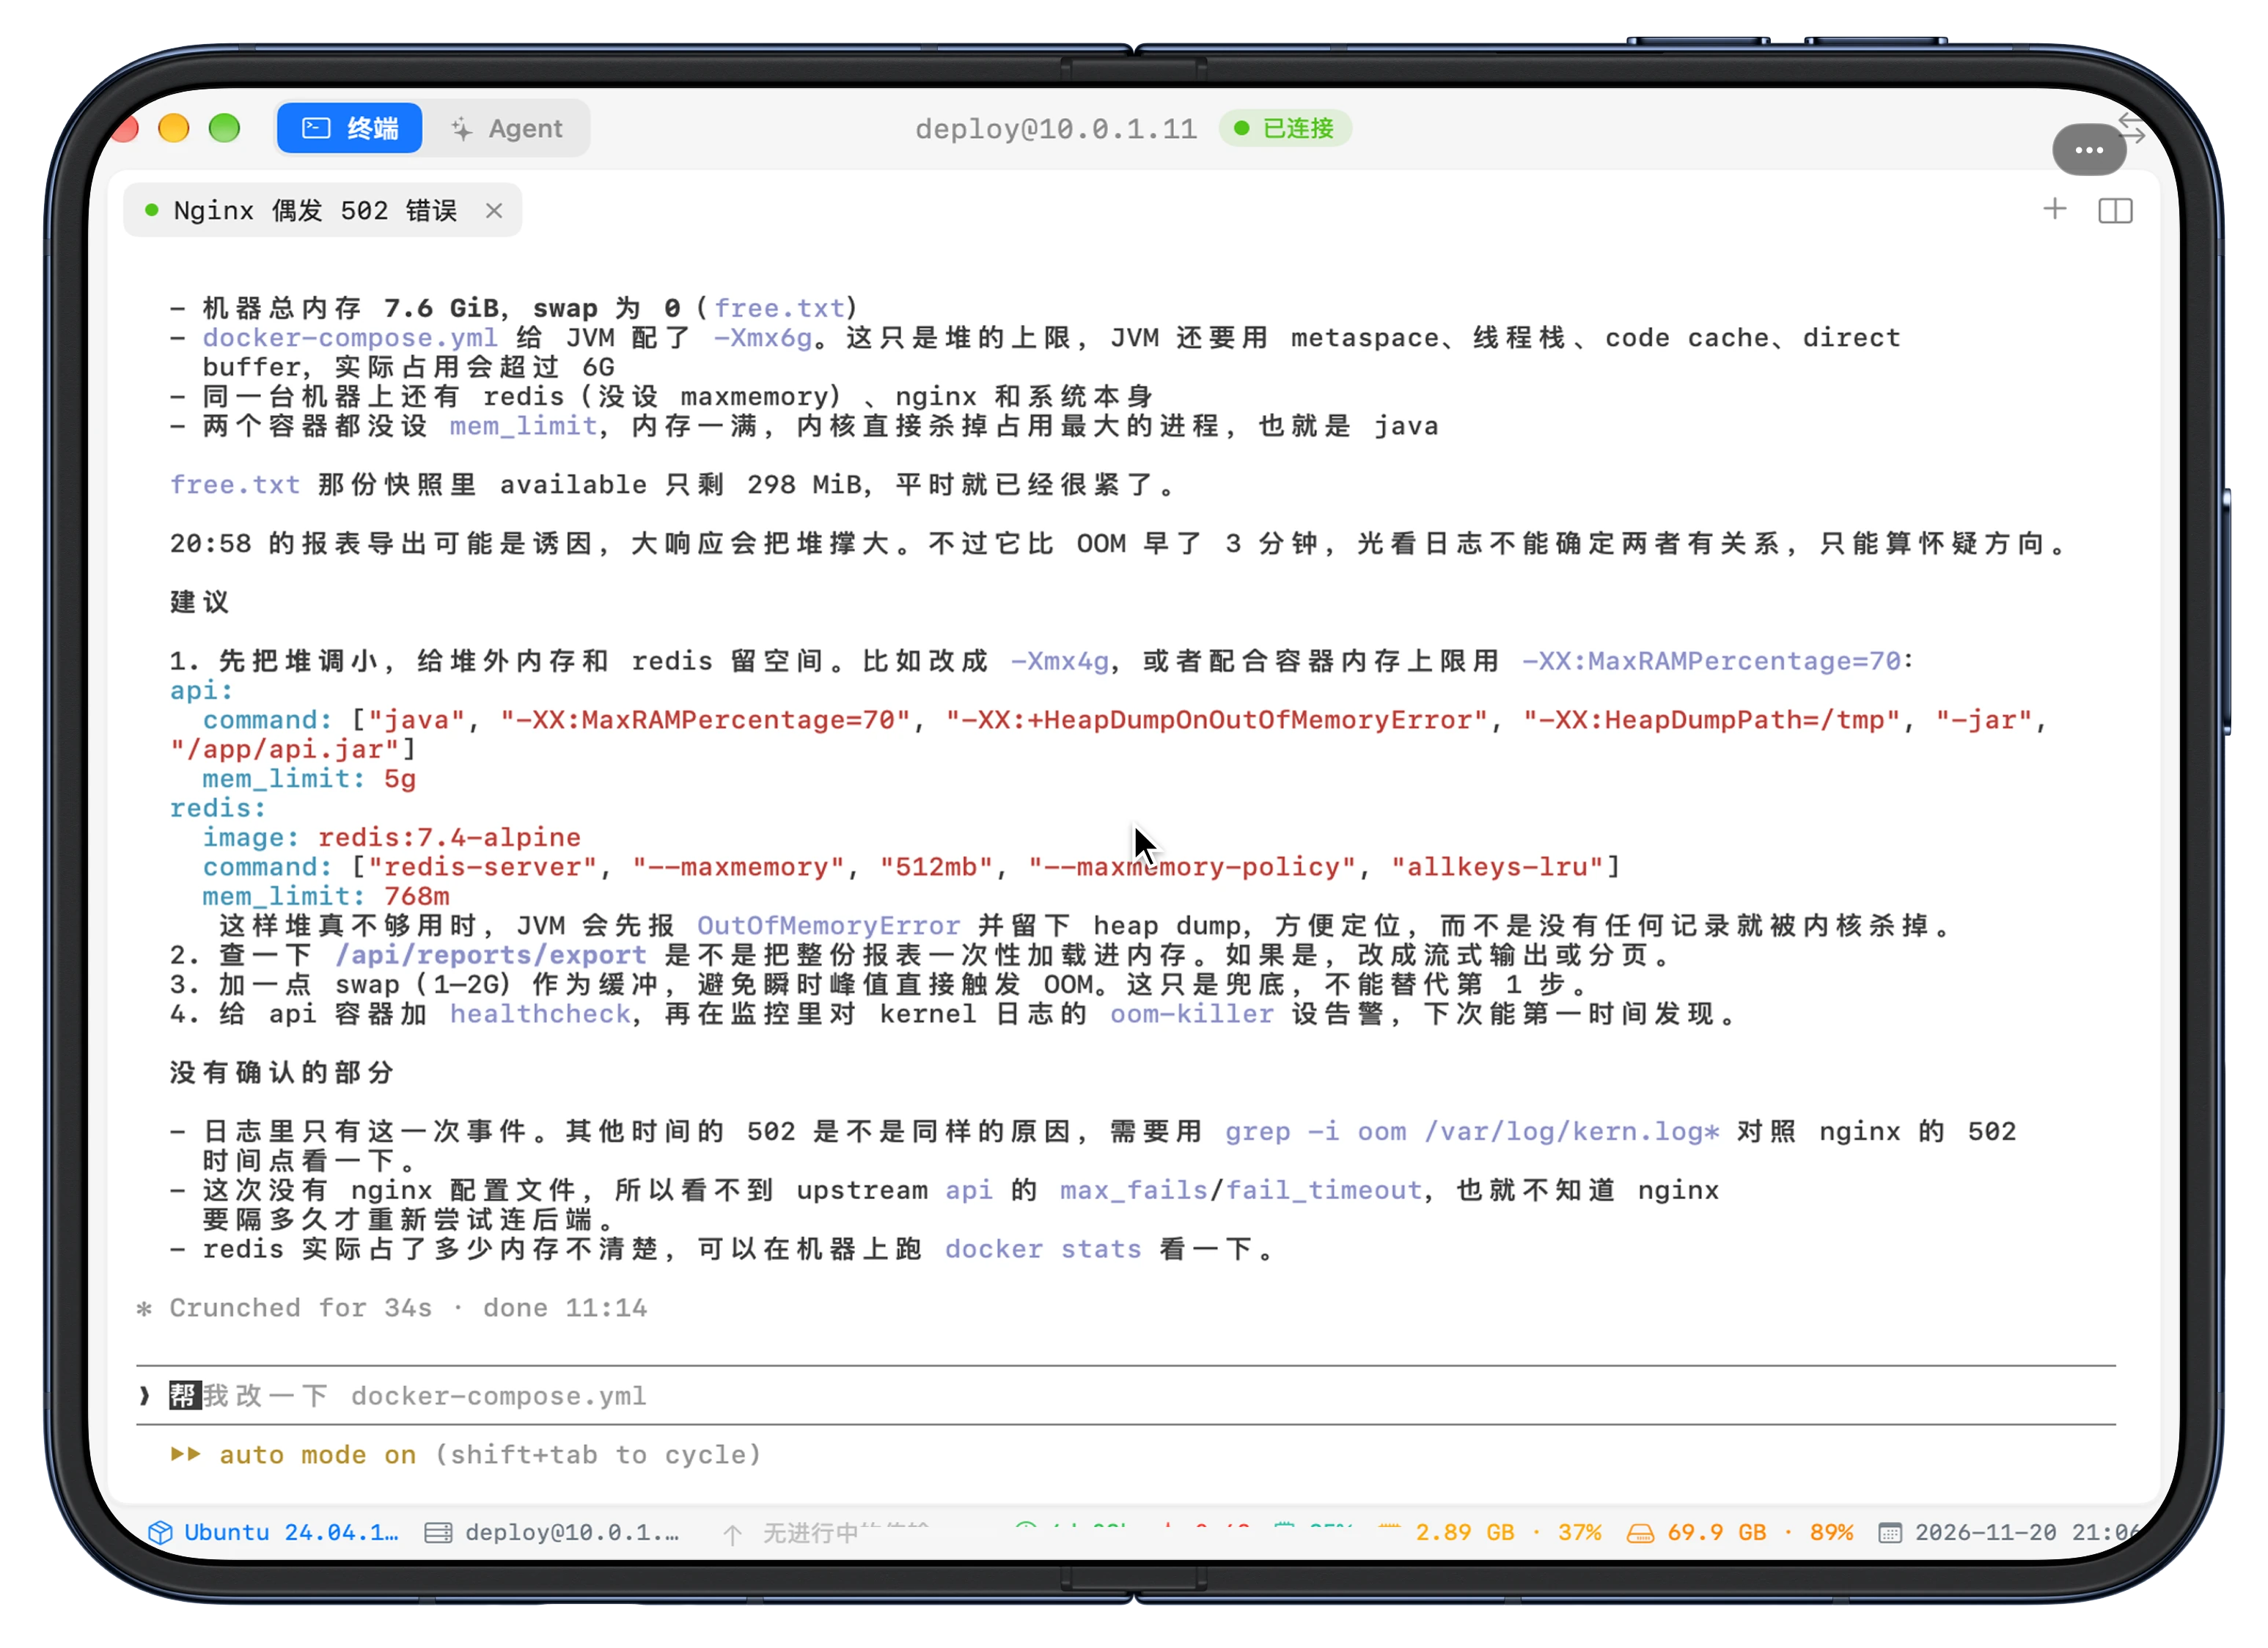 终端 Agent deploy@10.0.1.11 已连接
Nginx 偶发 502 错误
- 机器总内存 7.6 GiB, swap 为 0 (free.txt)
- docker-compose.yml 给 JVM 配了 -Xmx6g。这只是堆的上限, JVM 还要用 metaspace、线程栈、code cache、direct
buffer, 实际占用会超过 6G
- 同一台机器上还有 redis (没设 maxmemory) 、nginx 和系统本身
- 两个容器都没设 mem_limit, 内存一满, 内核直接杀掉占用最大的进程, 也就是 java
free.txt 那份快照里 available 只剩 298 MiB, 平时就已经很紧了。
20:58 的报表导出可能是诱因, 大响应会把堆撑大。不过它比 OOM 早了 3 分钟, 光看日志不能确定两者有关系, 只能算怀疑方向。
建议
1. 先把堆调小, 给堆外内存和 redis 留空间。比如改成 -Xmx4g, 或者配合容器内存上限用 -XX:MaxRAMPercentage=70:
api:
command: ["java", "-XX:MaxRAMPercentage=70", "-XX:+HeapDumpOnOutOfMemoryError", "-XX:HeapDumpPath=/tmp", "-jar",
"/app/api.jar"]
mem_limit: 5g
redis:
image: redis:7.4-alpine
command: ["redis-server", "--maxmemory", "512mb", "--maxmemory-policy", "allkeys-lru"]
mem_limit: 768m
这样堆真不够用时, JVM 会先报 OutOfMemoryError 并留下 heap dump, 方便定位, 而不是没有任何记录就被内核杀掉。
2. 查一下 /api/reports/export 是不是把整份报表一次性加载进内存。如果是, 改成流式输出或分页。
3. 加一点 swap (1—2G) 作为缓冲, 避免瞬时峰值直接触发 OOM。这只是兜底, 不能替代第 1 步。
4. 给 api 容器加 healthcheck, 再在监控里对 kernel 日志的 oom-killer 设告警, 下次能第一时间发现。
没有确认的部分
- 日志里只有这一次事件。其他时间的 502 是不是同样的原因, 需要用 grep -i oom /var/log/kern.log* 对照 nginx 的 502
时间点看一下。
- 这次没有 nginx 配置文件, 所以看不到 upstream api 的 max_fails/fail_timeout, 也就不知道 nginx
要隔多久才重新尝试连后端。
- redis 实际占了多少内存不清楚, 可以在机器上跑 docker stats 看一下。
✻ Crunched for 34s · done 11:14
❯ 帮我改一下 docker-compose.yml
▶▶ auto mode on (shift+tab to cycle)
Ubuntu 24.04.1… deploy@10.0.1.… 无进行中 2.89 GB · 37% 69.9 GB · 89% 2026-11-20 21:06